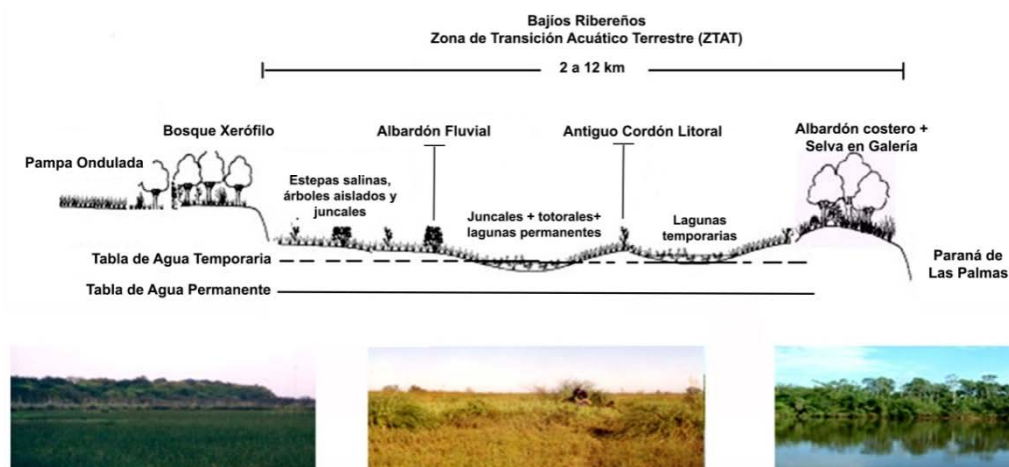 Bajíos Ribereños
Zona de Transición Acuático Terrestre (ZTAT)
2 a 12 km
Bosque Xerófilo
Albardón Fluvial
Antiguo Cordón Litoral
Albardón costero +
Selva en Galería
Pampa Ondulada
Estepas salinas,
árboles aislados y
juncales
Juncales + totorales+
lagunas permanentes
Lagunas
temporarias
Tabla de Agua Temporaria
Paraná de
Las Palmas
Tabla de Agua Permanente